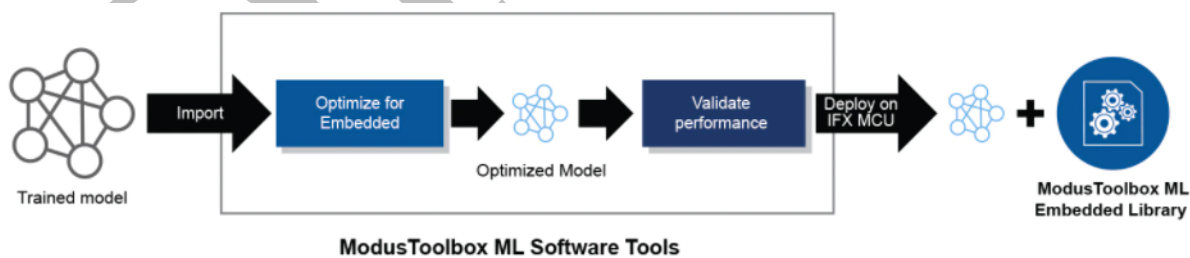 Trained model
Import
Optimize for
Embedded
Optimized Model
Validate
performance
Deploy on
IFX MCU
ModusToolbox ML
Embedded Library
ModusToolbox ML Software Tools